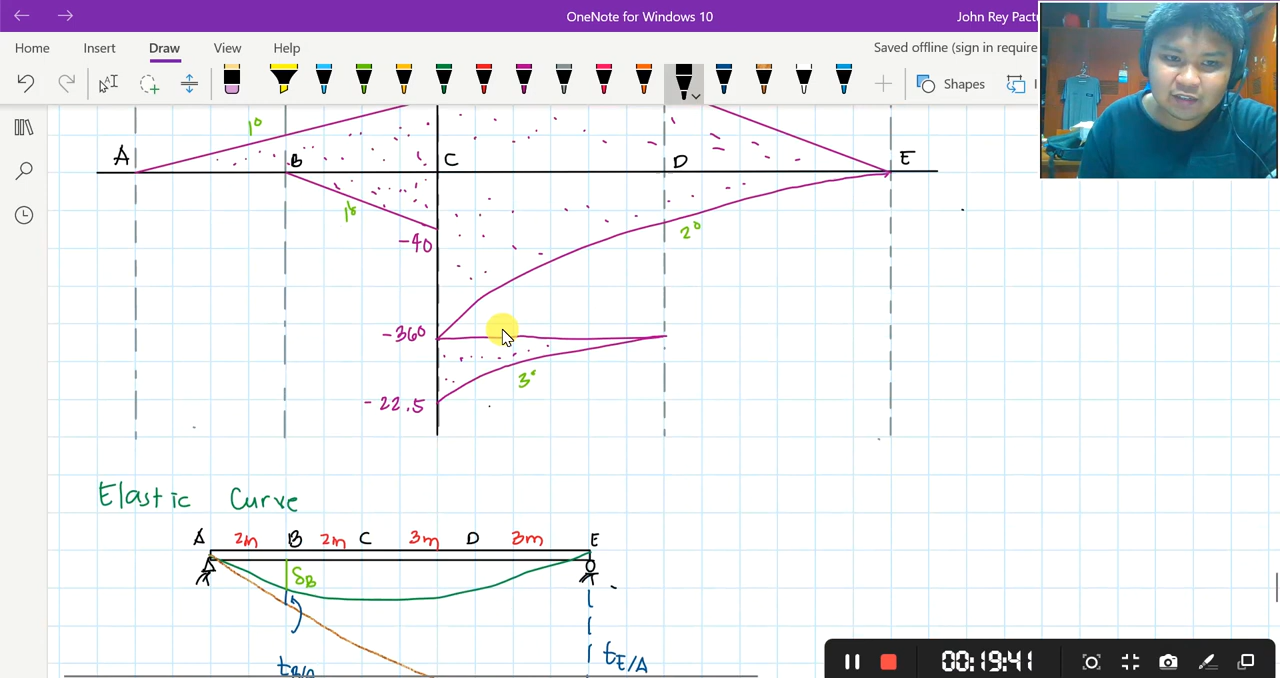 OneNote for Windows 10
John Rey Pact
Home Insert Draw View Help
Saved offline (sign in require
Shapes
1°
A B C D E
1°
-40
2°
-360
3°
-22.5
Elastic Curve
A 2m B 2m C 3m D 3m E
δB
tB/A
tE/A
00:19:41